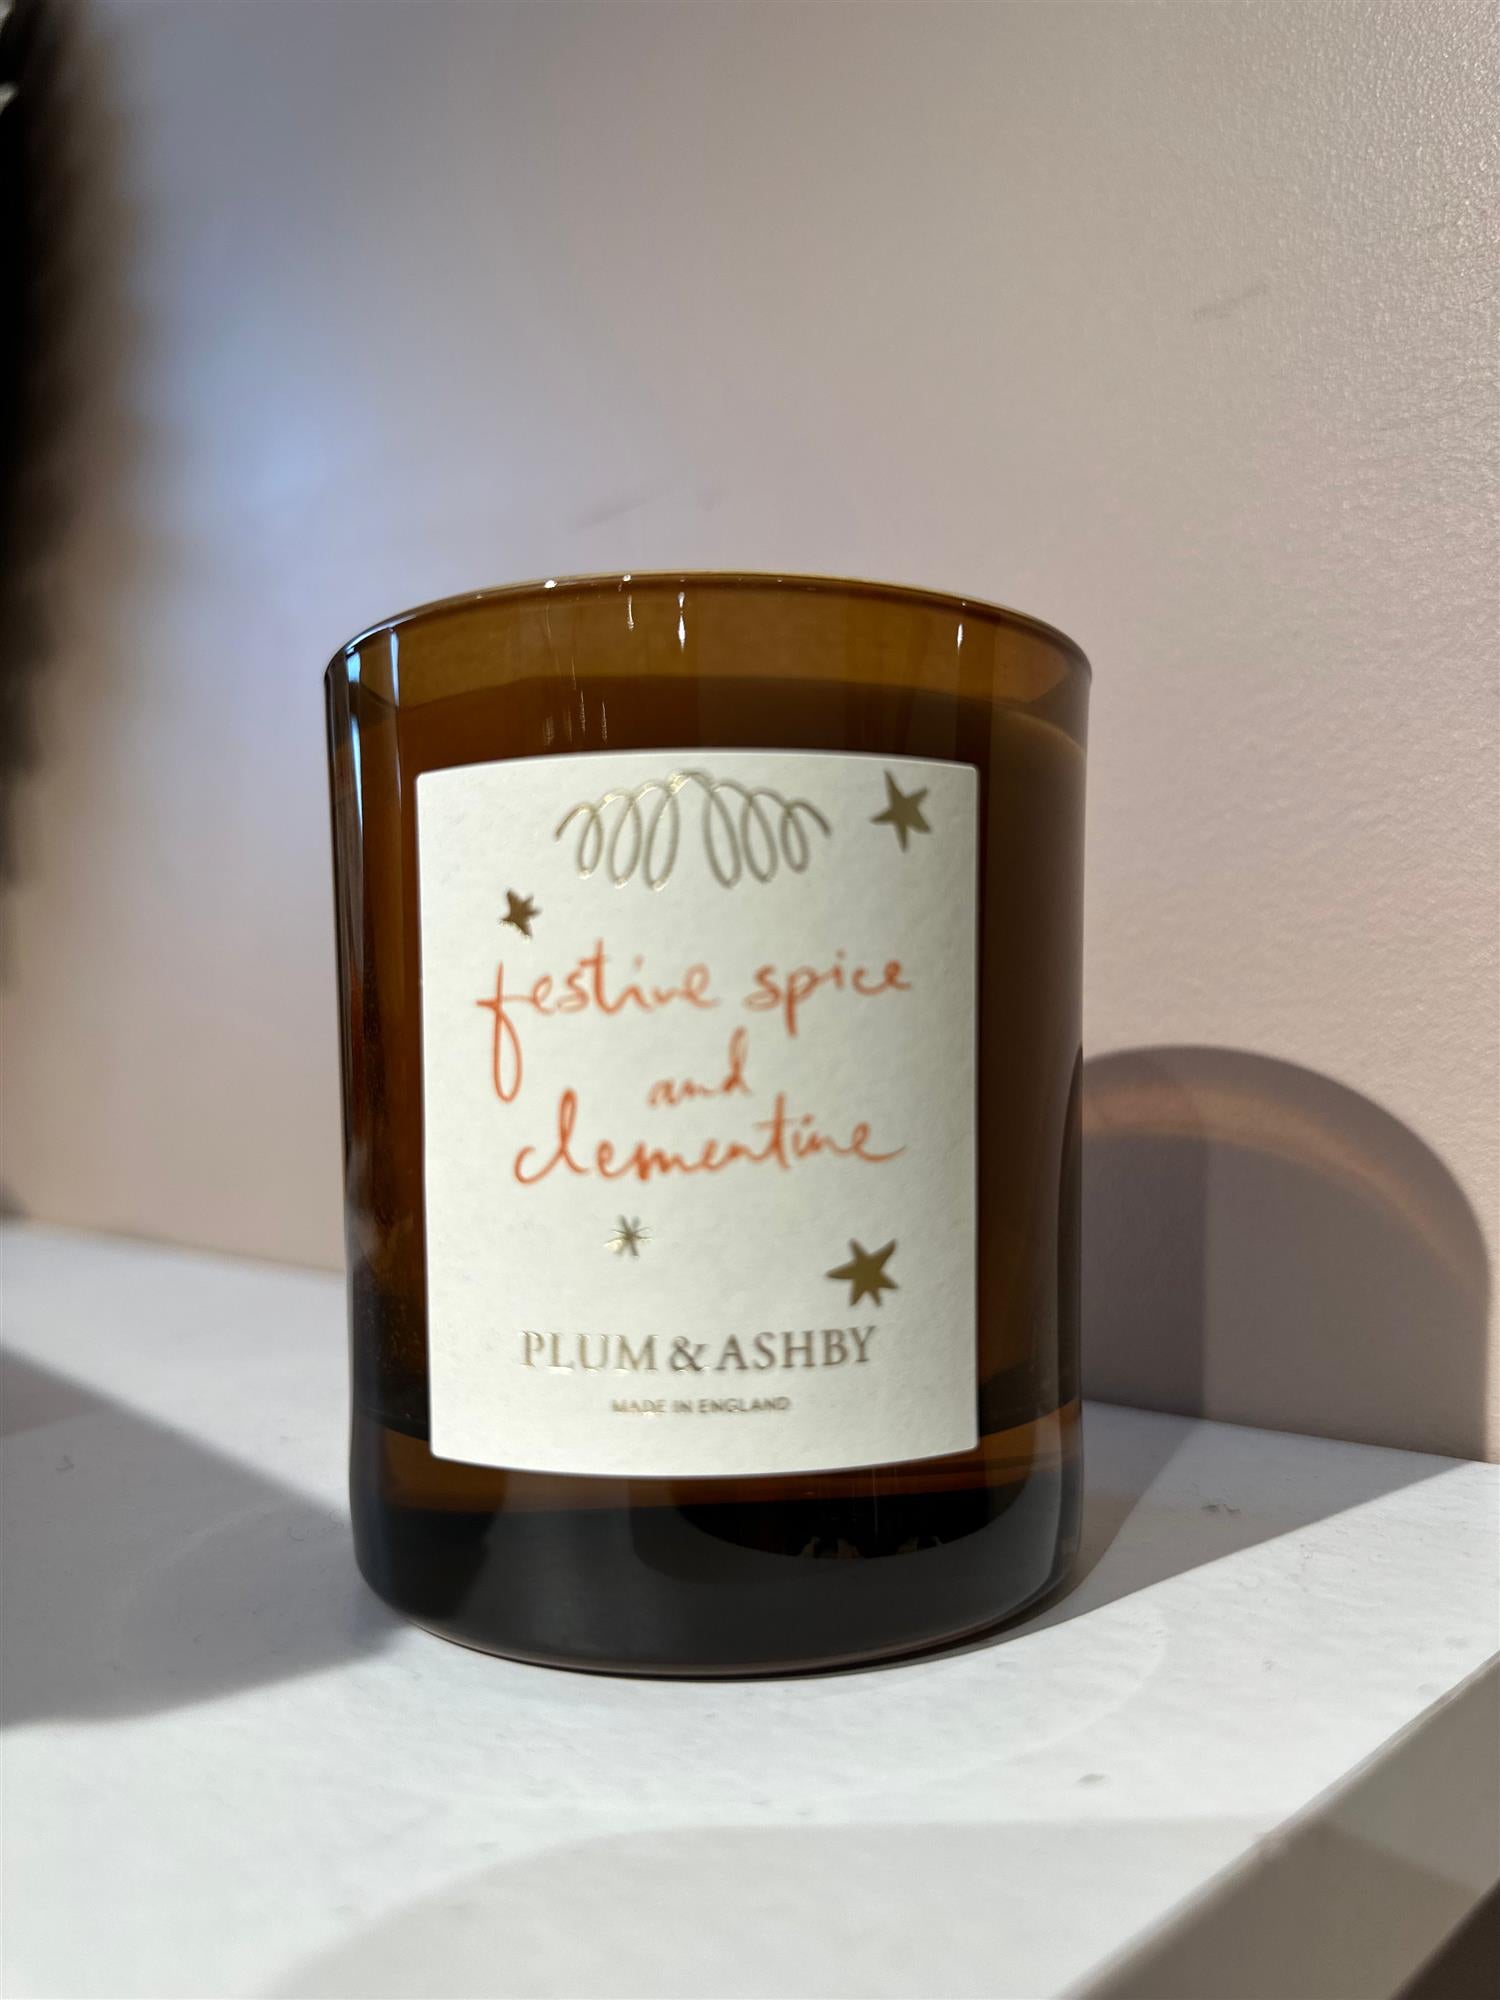 festive spice
and
clementine
PLUM & ASHBY
MADE IN ENGLAND